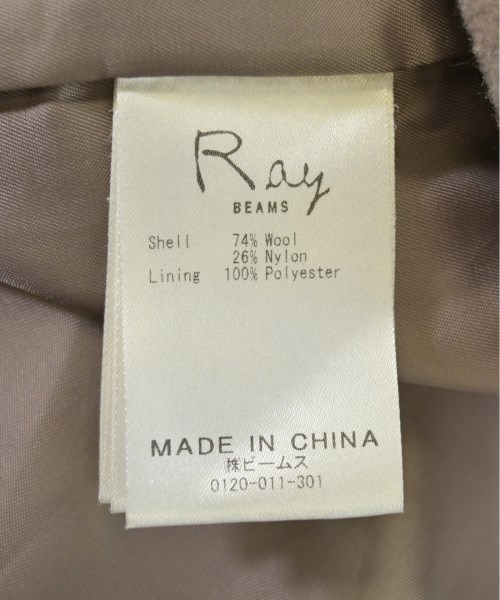 Ray
BEAMS
Shell 74% Wool
26% Nylon
Lining 100% Polyester
MADE IN CHINA
㈱ビームス
0120-011-301